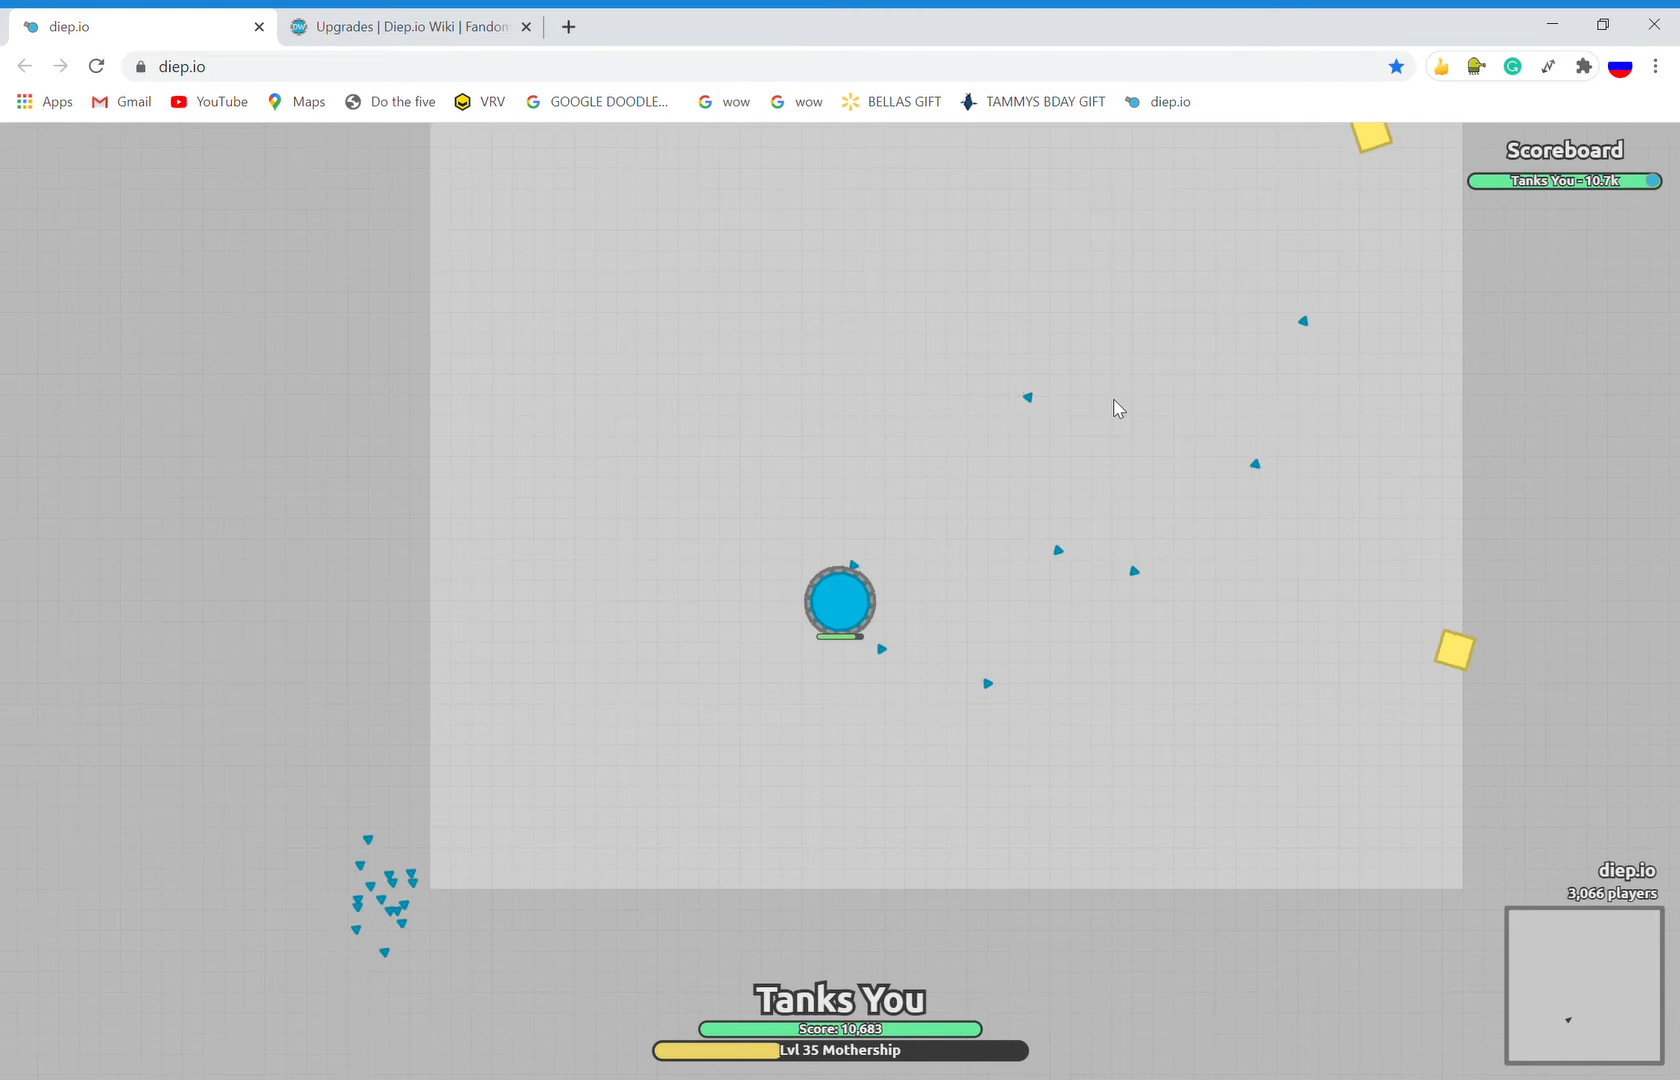 diep.io
Upgrades | Diep.io Wiki | Fandom
diep.io
Apps Gmail YouTube Maps Do the five VRV GOOGLE DOODLE... wow wow BELLAS GIFT TAMMYS BDAY GIFT diep.io
Scoreboard
Tanks You - 10.7k
diep.io
3,066 players
Tanks You
Score: 10,683
Lvl 35 Mothership